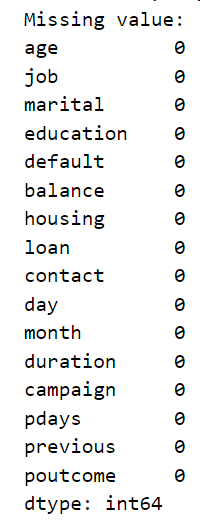 Missing value:
age 0
job 0
marital 0
education 0
default 0
balance 0
housing 0
loan 0
contact 0
day 0
month 0
duration 0
campaign 0
pdays 0
previous 0
poutcome 0
dtype: int64